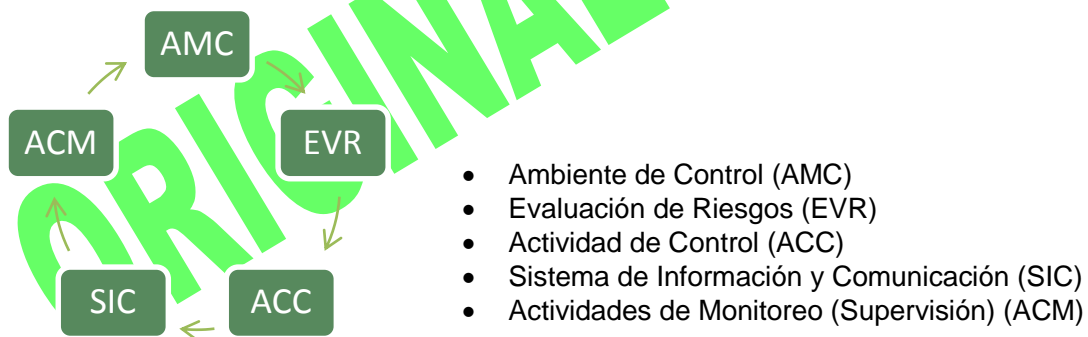 AMC
ACM
EVR
SIC
ACC
ORIGINAL
• Ambiente de Control (AMC)
• Evaluación de Riesgos (EVR)
• Actividad de Control (ACC)
• Sistema de Información y Comunicación (SIC)
• Actividades de Monitoreo (Supervisión) (ACM)